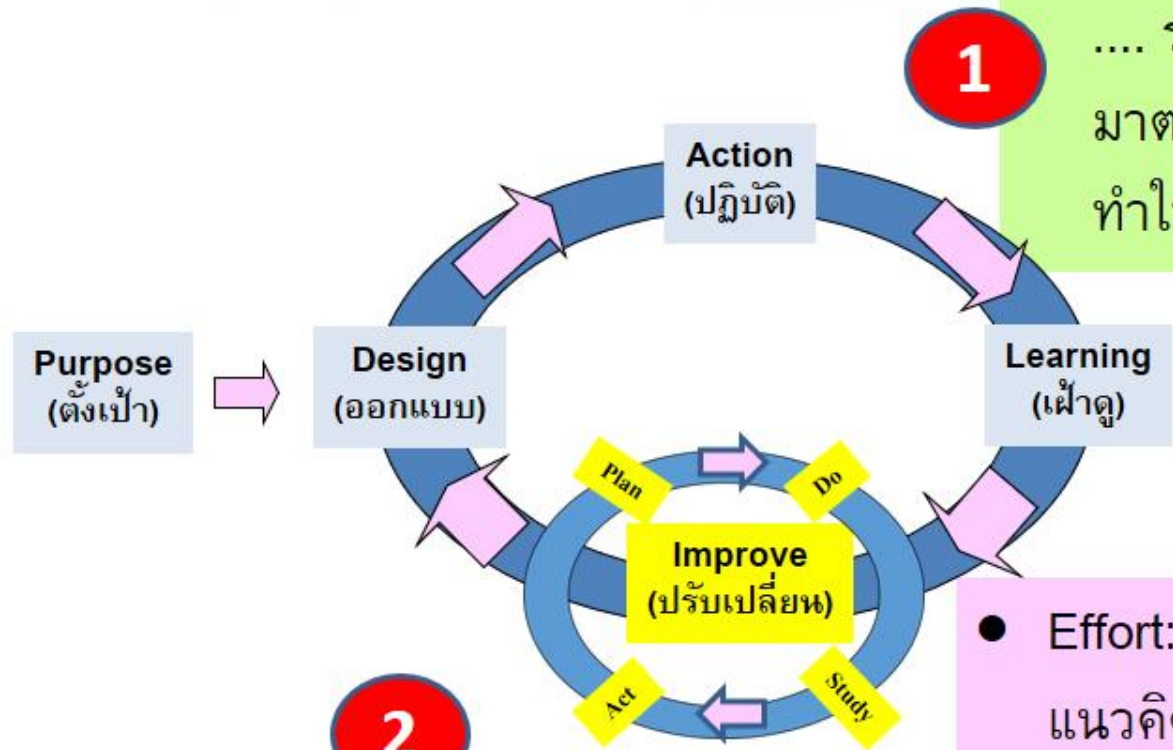 1
....
มาต
ทำใ
Action
(ปฏิบัติ)
Purpose
(ตั้งเป้า)
Design
(ออกแบบ)
Learning
(เฝ้าดู)
Plan
Do
Improve
(ปรับเปลี่ยน)
Act
Study
2
● Effort:
แนวคิด